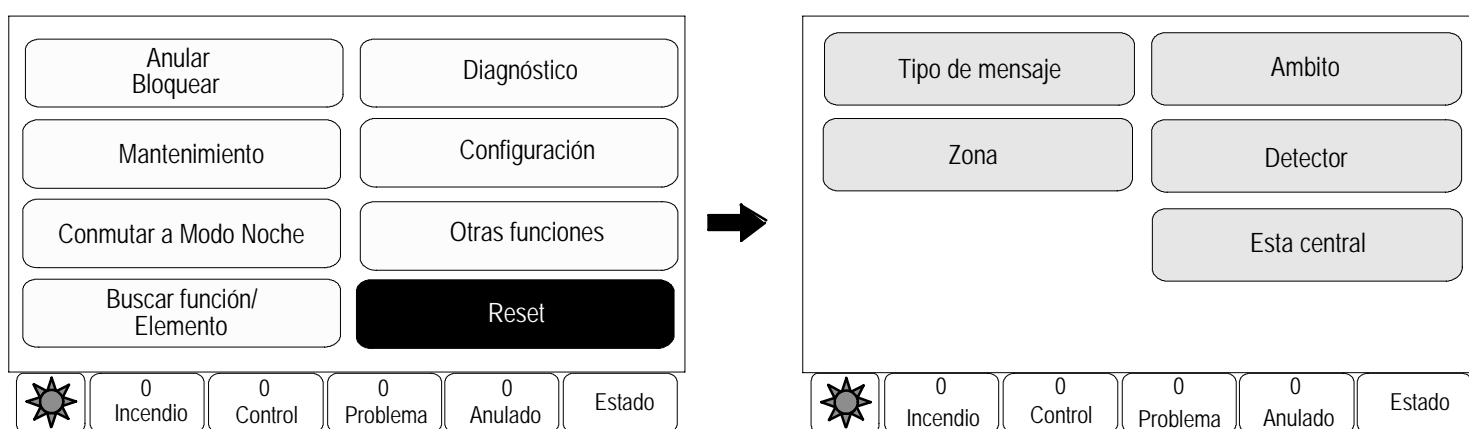 Anular
Bloquear
Diagnóstico
Mantenimiento
Configuración
Conmutar a Modo Noche
Otras funciones
Buscar función/
Elemento
Reset
0
Incendio
0
Control
0
Problema
0
Anulado
Estado
Tipo de mensaje
Ambito
Zona
Detector
Esta central
0
Incendio
0
Control
0
Problema
0
Anulado
Estado